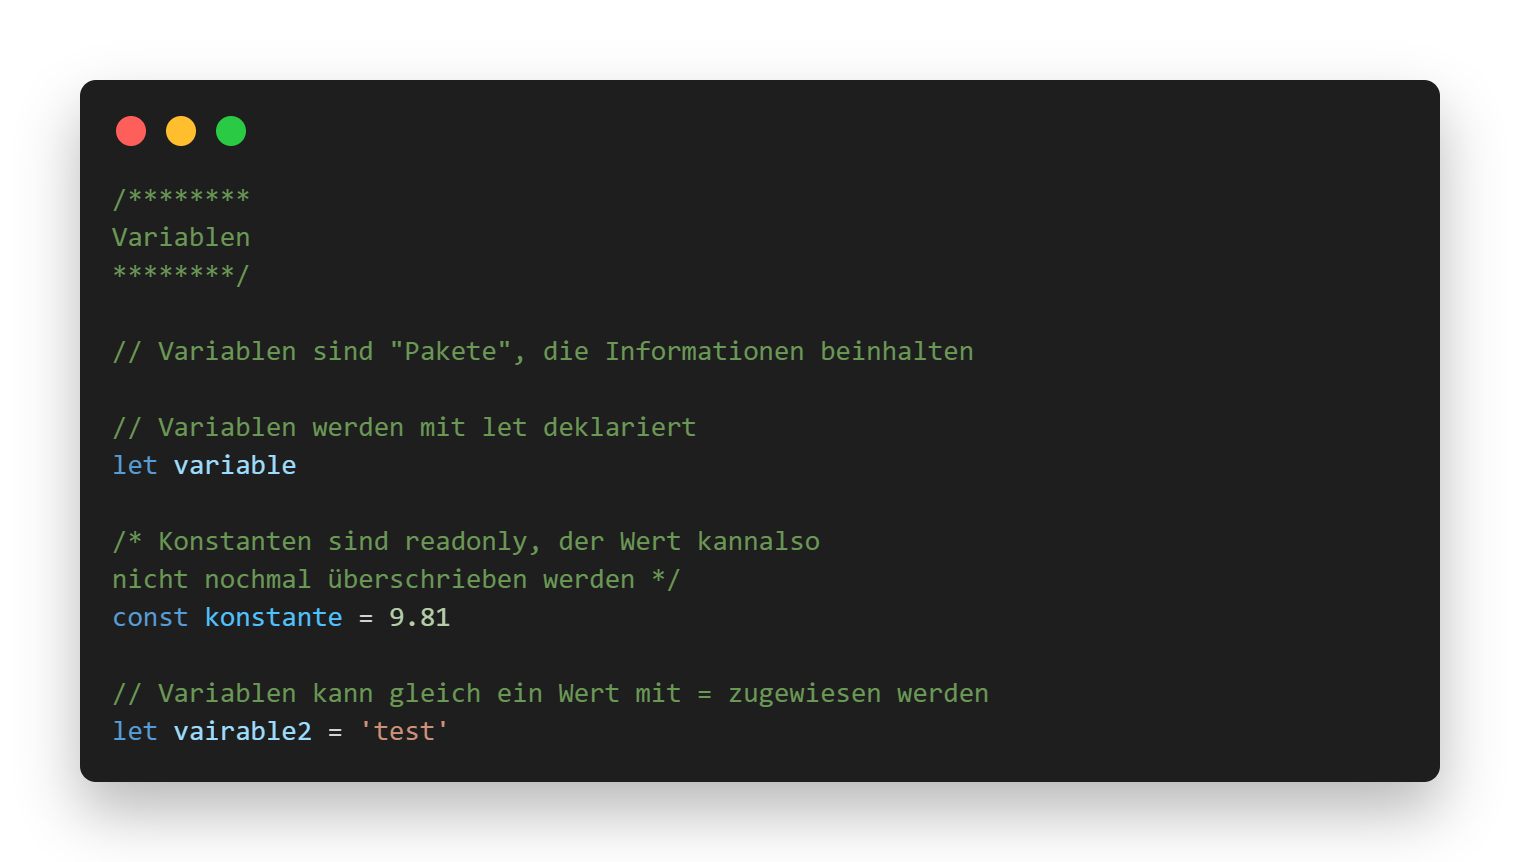 /********
Variablen
********/
// Variablen sind "Pakete", die Informationen beinhalten
// Variablen werden mit let deklariert
let variable
/* Konstanten sind readonly, der Wert kannalso
nicht nochmal überschrieben werden */
const konstante = 9.81
// Variablen kann gleich ein Wert mit = zugewiesen werden
let vairable2 = 'test'